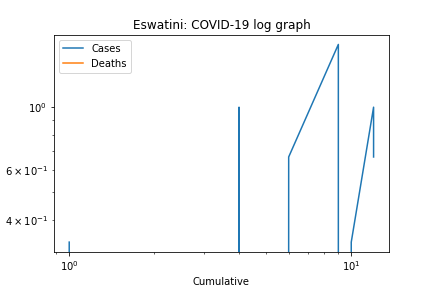 Eswatini: COVID-19 log graph
Cases
Deaths
10⁰
6 × 10⁻¹
4 × 10⁻¹
10⁰
10¹
Cumulative